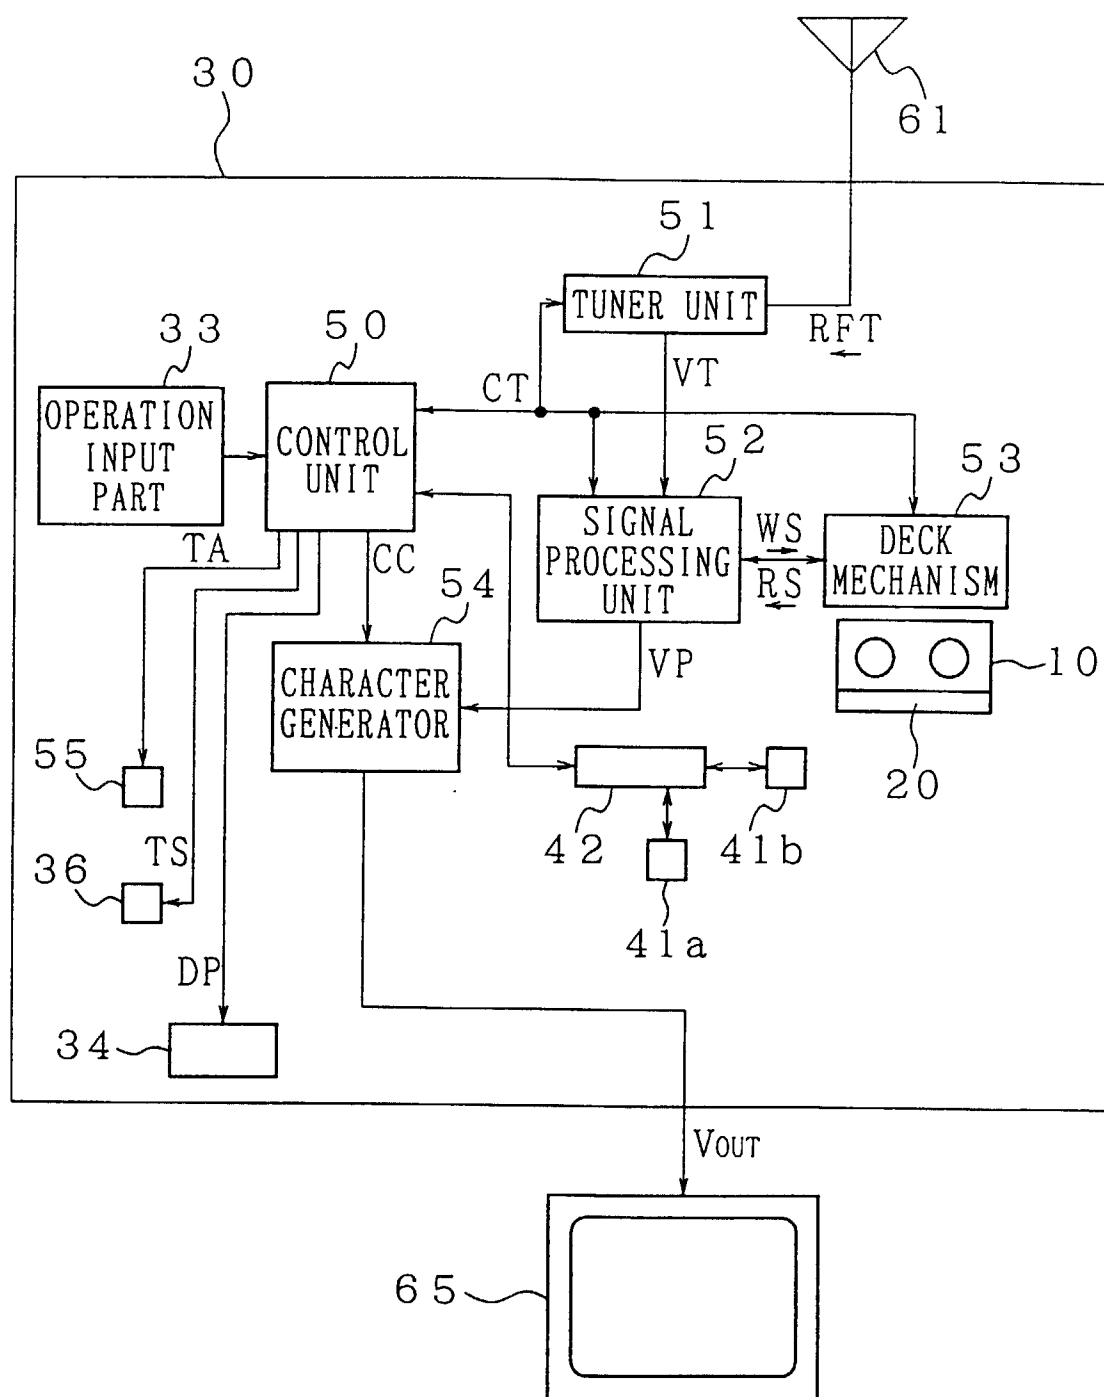 30
61
51
TUNER UNIT
RFT
33
50
CT
VT
OPERATION
INPUT
PART
CONTROL
UNIT
52
53
SIGNAL
PROCESSING
UNIT
WS
RS
DECK
MECHANISM
TA
CC
54
VP
10
CHARACTER
GENERATOR
20
55
42
41b
TS
36
41a
DP
34
VOUT
65